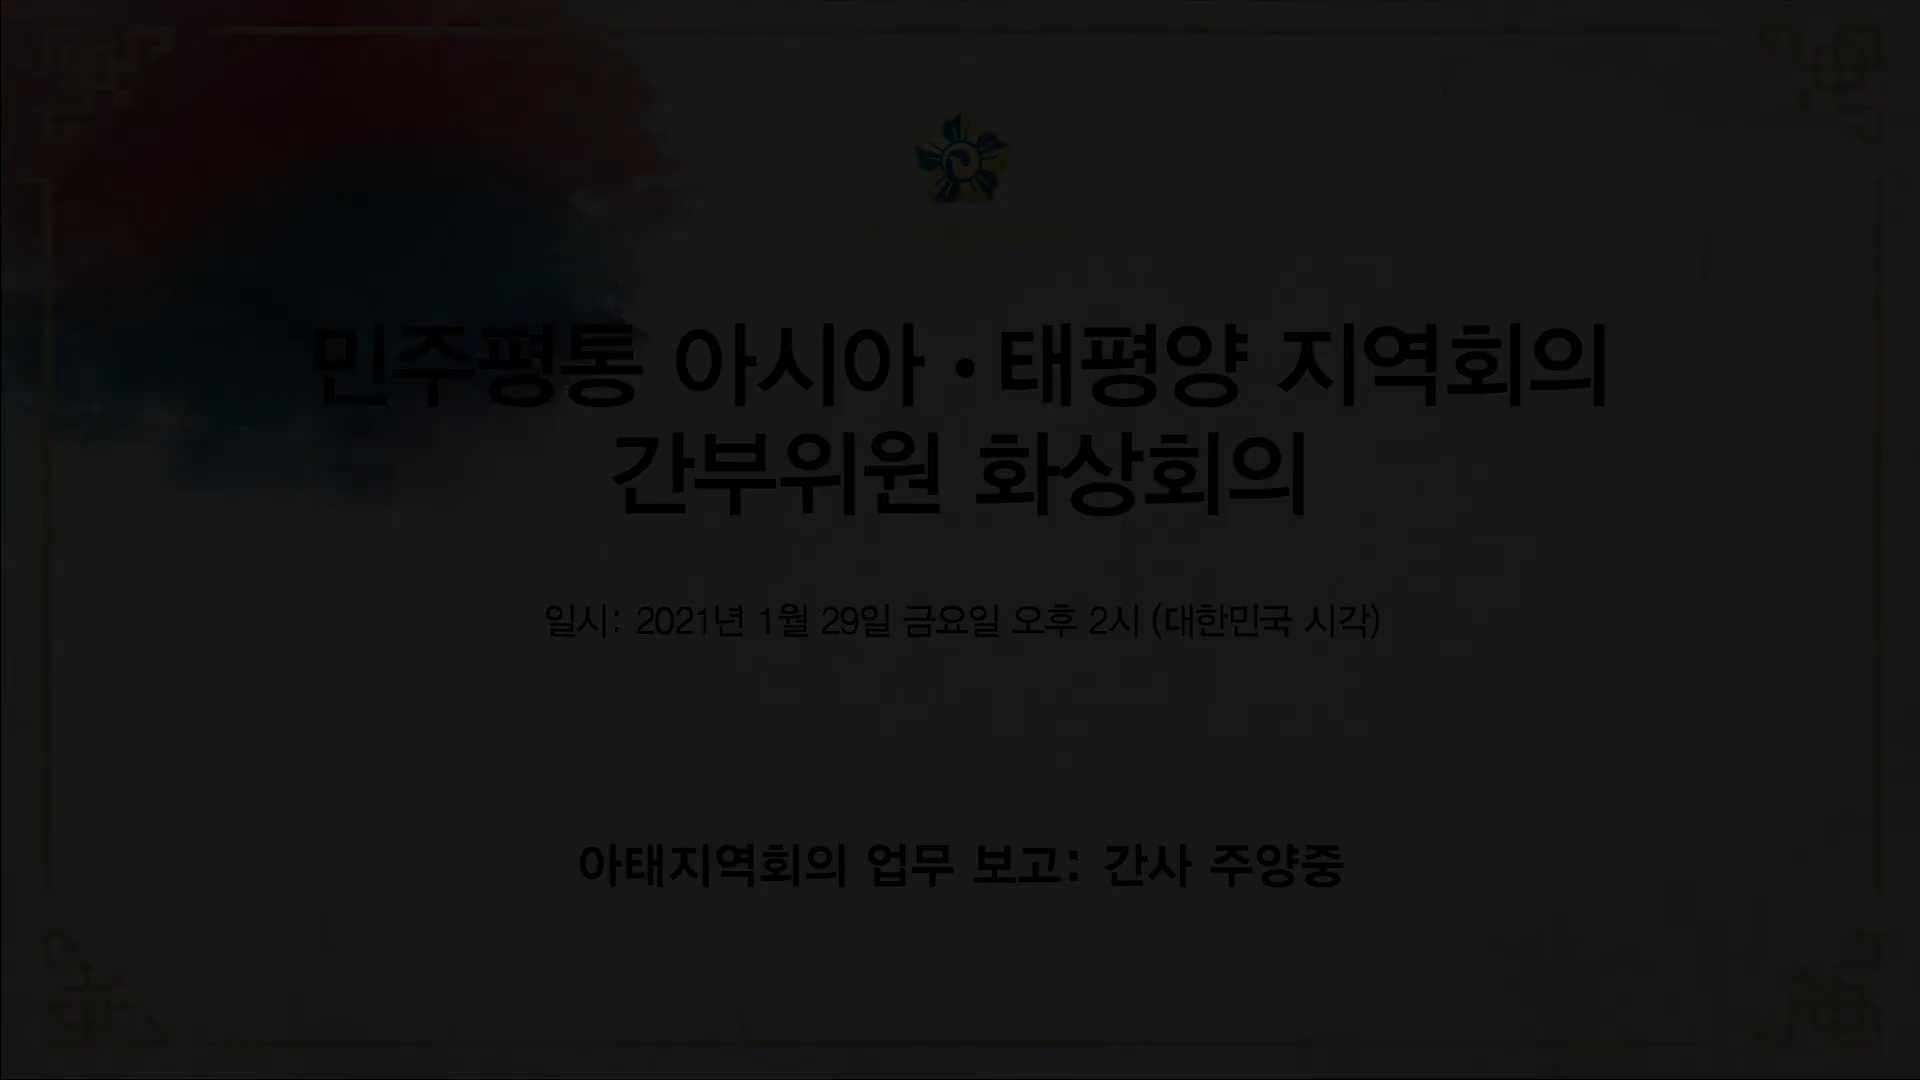 민주평통 아시아·태평양 지역회의
간부위원 화상회의
일시: 2021년 1월 29일 금요일 오후 2시 (대한민국 시각)
아태지역회의 업무 보고: 간사 주양중